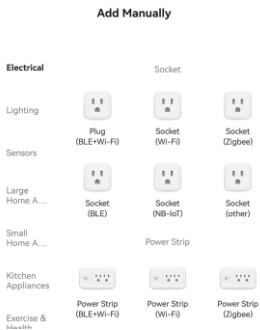 Add Manually
Electrical
Socket
Lighting
Plug
(BLE+Wi-Fi)
Socket
(Wi-Fi)
Socket
(Zigbee)
Sensors
Large
Home A...
Socket
(BLE)
Socket
(NB-IoT)
Socket
(other)
Small
Home A...
Power Strip
Kitchen
Appliances
Power Strip
(BLE+Wi-Fi)
Power Strip
(Wi-Fi)
Power Strip
(Zigbee)
Exercise &
Health